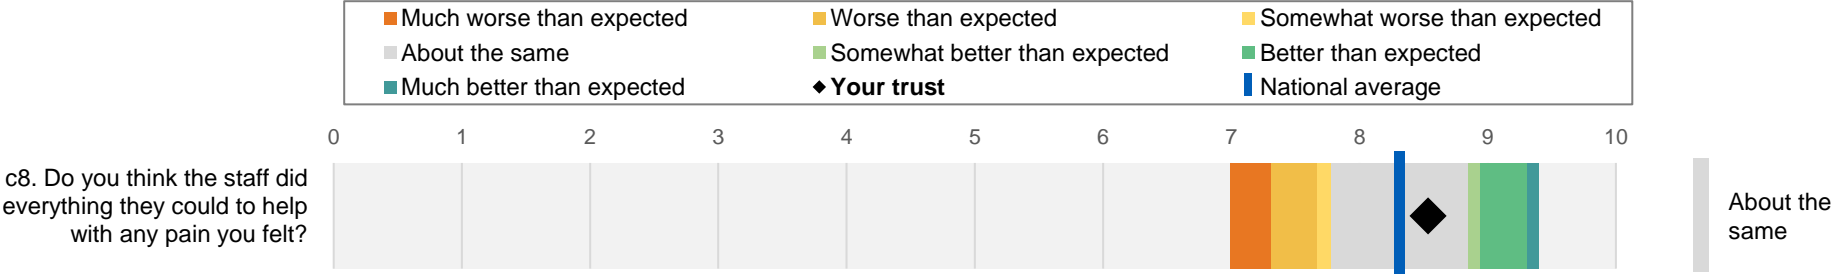 Much worse than expected
Worse than expected
Somewhat worse than expected
About the same
Somewhat better than expected
Better than expected
Much better than expected
Your trust
National average
0 1 2 3 4 5 6 7 8 9 10
c8. Do you think the staff did
everything they could to help
with any pain you felt?
About the
same